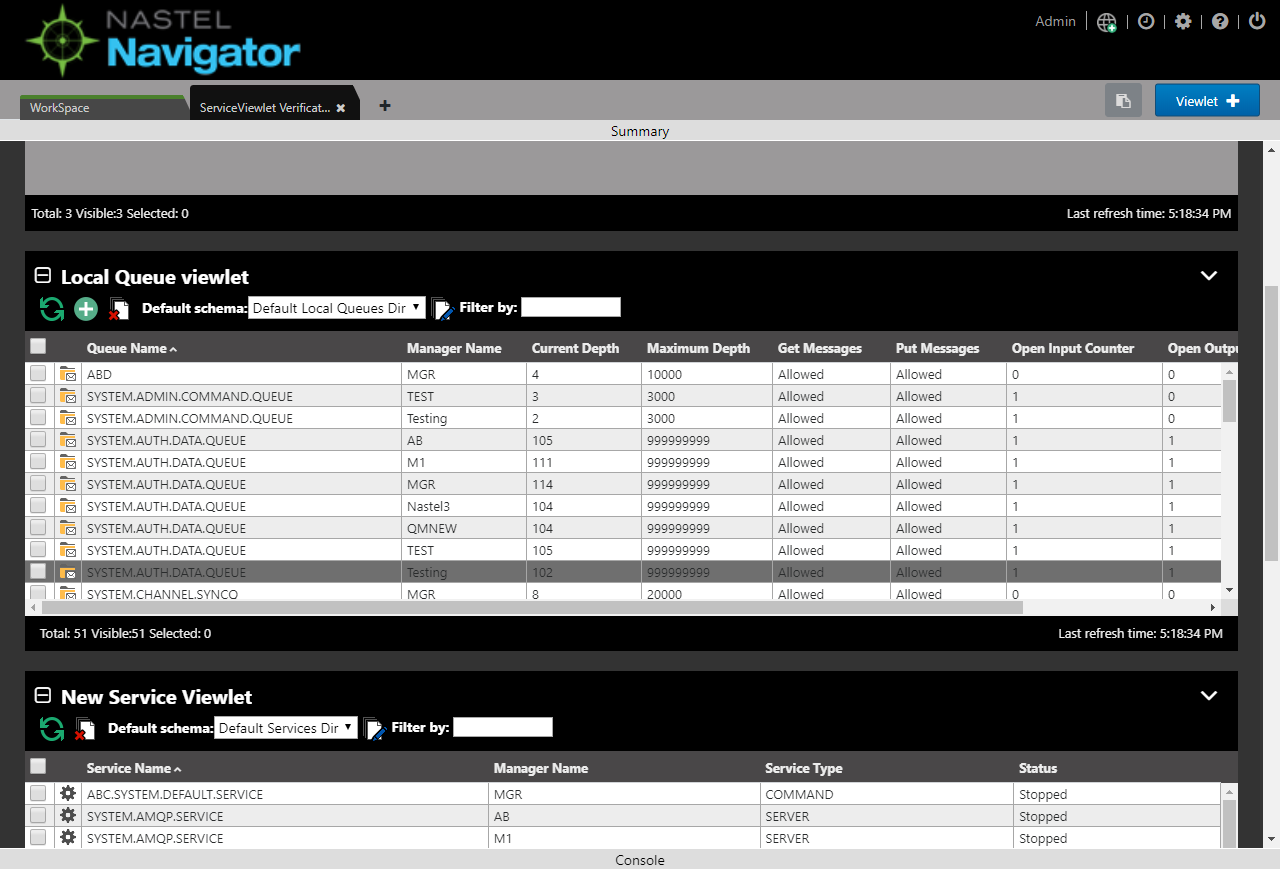 NASTEL
Navigator
Admin
WorkSpace
ServiceViewlet Verificat...
Viewlet
Summary
Total: 3 Visible:3 Selected: 0 Last refresh time: 5:18:34 PM
Local Queue viewlet
Default schema: Default Local Queues Dir Filter by:
Queue Name Manager Name Current Depth Maximum Depth Get Messages Put Messages Open Input Counter Open Outpu
ABD MGR 4 10000 Allowed Allowed 0 0
SYSTEM.ADMIN.COMMAND.QUEUE TEST 3 3000 Allowed Allowed 1 0
SYSTEM.ADMIN.COMMAND.QUEUE Testing 2 3000 Allowed Allowed 1 0
SYSTEM.AUTH.DATA.QUEUE AB 105 999999999 Allowed Allowed 1 1
SYSTEM.AUTH.DATA.QUEUE M1 111 999999999 Allowed Allowed 1 1
SYSTEM.AUTH.DATA.QUEUE MGR 114 999999999 Allowed Allowed 1 1
SYSTEM.AUTH.DATA.QUEUE Nastel3 104 999999999 Allowed Allowed 1 1
SYSTEM.AUTH.DATA.QUEUE QMNEW 104 999999999 Allowed Allowed 1 1
SYSTEM.AUTH.DATA.QUEUE TEST 105 999999999 Allowed Allowed 1 1
SYSTEM.AUTH.DATA.QUEUE Testing 102 999999999 Allowed Allowed 1 1
SYSTEM.CHANNEL.SYNCQ MGR 8 20000 Allowed Allowed 0 0
Total: 51 Visible:51 Selected: 0 Last refresh time: 5:18:34 PM
New Service Viewlet
Default schema: Default Services Dir Filter by:
Service Name Manager Name Service Type Status
ABC.SYSTEM.DEFAULT.SERVICE MGR COMMAND Stopped
SYSTEM.AMQP.SERVICE AB SERVER Stopped
SYSTEM.AMQP.SERVICE M1 SERVER Stopped
Console